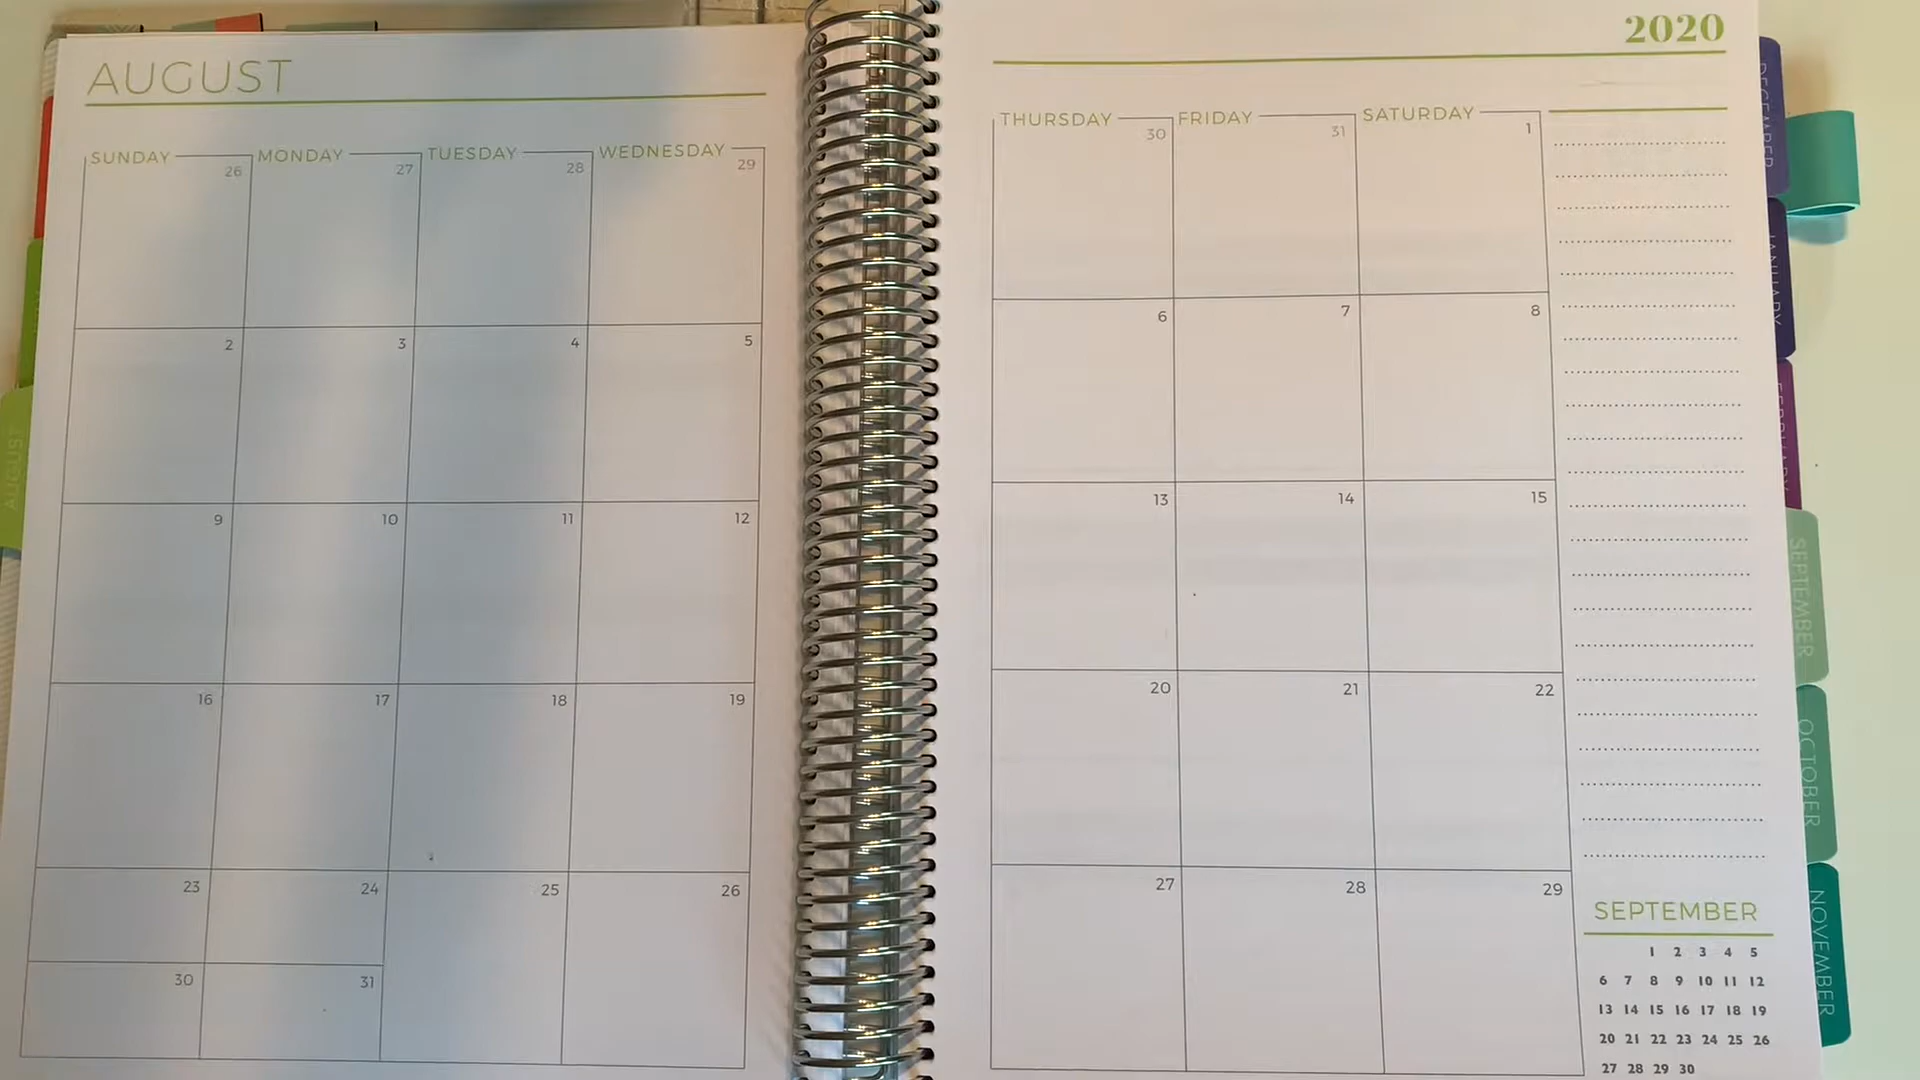 AUGUST
2020
SUNDAY MONDAY TUESDAY WEDNESDAY THURSDAY FRIDAY SATURDAY
26 27 28 29 30 31 1
2 3 4 5 6 7 8
9 10 11 12 13 14 15
16 17 18 19 20 21 22
23 24 25 26 27 28 29
30 31
SEPTEMBER
1 2 3 4 5
6 7 8 9 10 11 12
13 14 15 16 17 18 19
20 21 22 23 24 25 26
27 28 29 30
AUGUST
DECEMBER
JANUARY
FEBRUARY
SEPTEMBER
OCTOBER
NOVEMBER